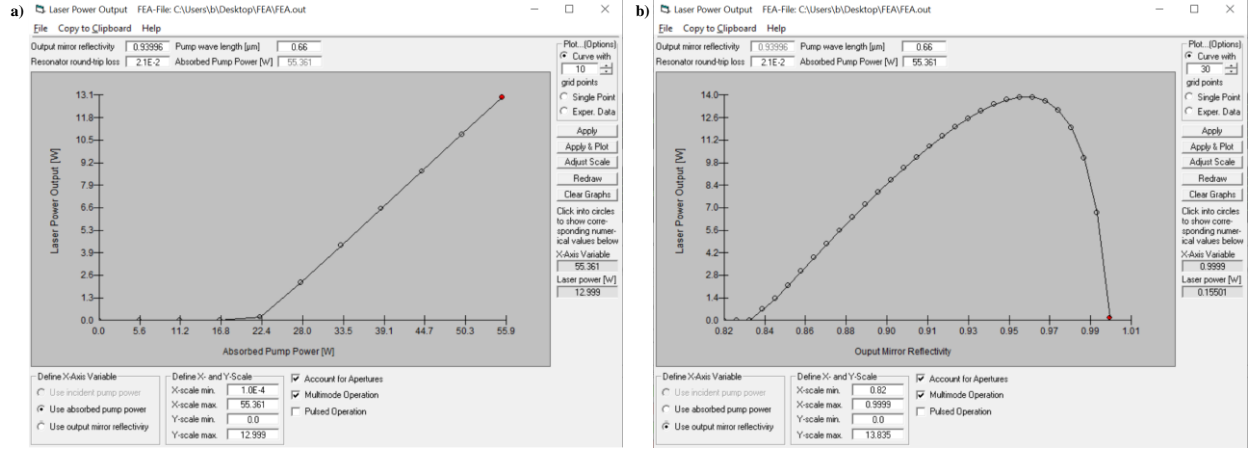 a)
Laser Power Output FEA-File: C:\Users\b\Desktop\FEA\FEA.out
File Copy to Clipboard Help
Output mirror reflectivity 0.93996 Pump wave length [µm] 0.66
Resonator round-trip loss 2.1E-2 Absorbed Pump Power [W] 55.361
Plot...(Options)
Curve with
10
grid points
Single Point
Exper. Data
Apply
Apply & Plot
Adjust Scale
Redraw
Clear Graphs
Click into circles
to show corre-
sponding numer-
ical values below
X-Axis Variable
55.361
Laser power [W]
12.999
Laser Power Output [W]
13.1
11.8
10.5
9.2
7.9
6.6
5.3
3.9
2.6
1.3
0.0
0.0 5.6 11.2 16.8 22.4 28.0 33.5 39.1 44.7 50.3 55.9
Absorbed Pump Power [W]
Define X-Axis Variable
Use incident pump power
Use absorbed pump power
Use output mirror reflectiviy
Define X- and Y-Scale
X-scale min. 1.0E-4
X-scale max. 55.361
Y-scale min. 0.0
Y-scale max. 12.999
Account for Apertures
Multimode Operation
Pulsed Operation
b)
Laser Power Output FEA-File: C:\Users\b\Desktop\FEA\FEA.out
File Copy to Clipboard Help
Output mirror reflectivity 0.93996 Pump wave length [µm] 0.66
Resonator round-trip loss 2.1E-2 Absorbed Pump Power [W] 55.361
Plot...(Options)
Curve with
30
grid points
Single Point
Exper. Data
Apply
Apply & Plot
Adjust Scale
Redraw
Clear Graphs
Click into circles
to show corre-
sponding numer-
ical values below
X-Axis Variable
0.9999
Laser power [W]
0.15501
Laser Power Output [W]
14.0
12.6
11.2
9.8
8.4
7.0
5.6
4.2
2.8
1.4
0.0
0.82 0.84 0.86 0.88 0.90 0.91 0.93 0.95 0.97 0.99 1.01
Ouput Mirror Reflectivity
Define X-Axis Variable
Use incident pump power
Use absorbed pump power
Use output mirror reflectiviy
Define X- and Y-Scale
X-scale min. 0.82
X-scale max. 0.9999
Y-scale min. 0.0
Y-scale max. 13.835
Account for Apertures
Multimode Operation
Pulsed Operation